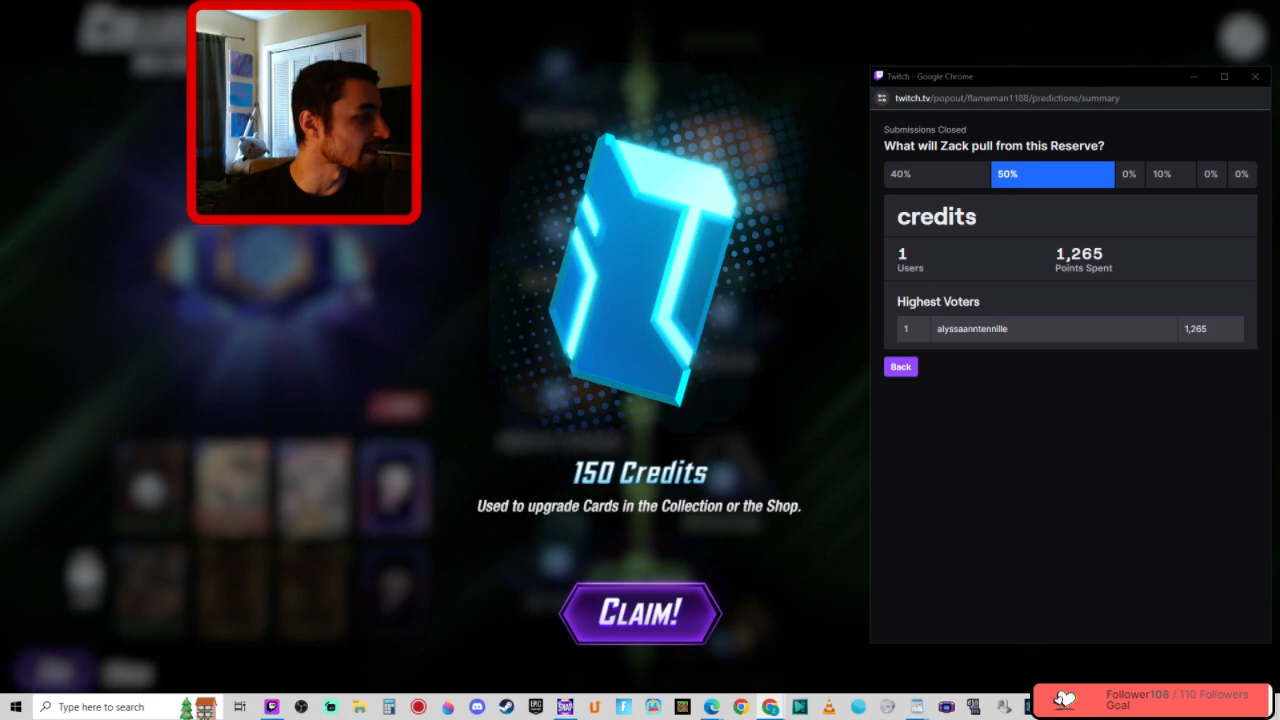 Twitch - Google Chrome
twitch.tv/popout/flameman1188/predictions/summary
Submissions Closed
What will Zack pull from this Reserve?
40% 50% 0% 10% 0% 0%
credits
1 1,265
Users Points Spent
Highest Voters
1 alyssaanntennille 1,265
Back
150 Credits
Used to upgrade Cards in the Collection or the Shop.
CLAIM!
Type here to search
EPIC
SNAP
Follower108 / 110 Followers
Goal